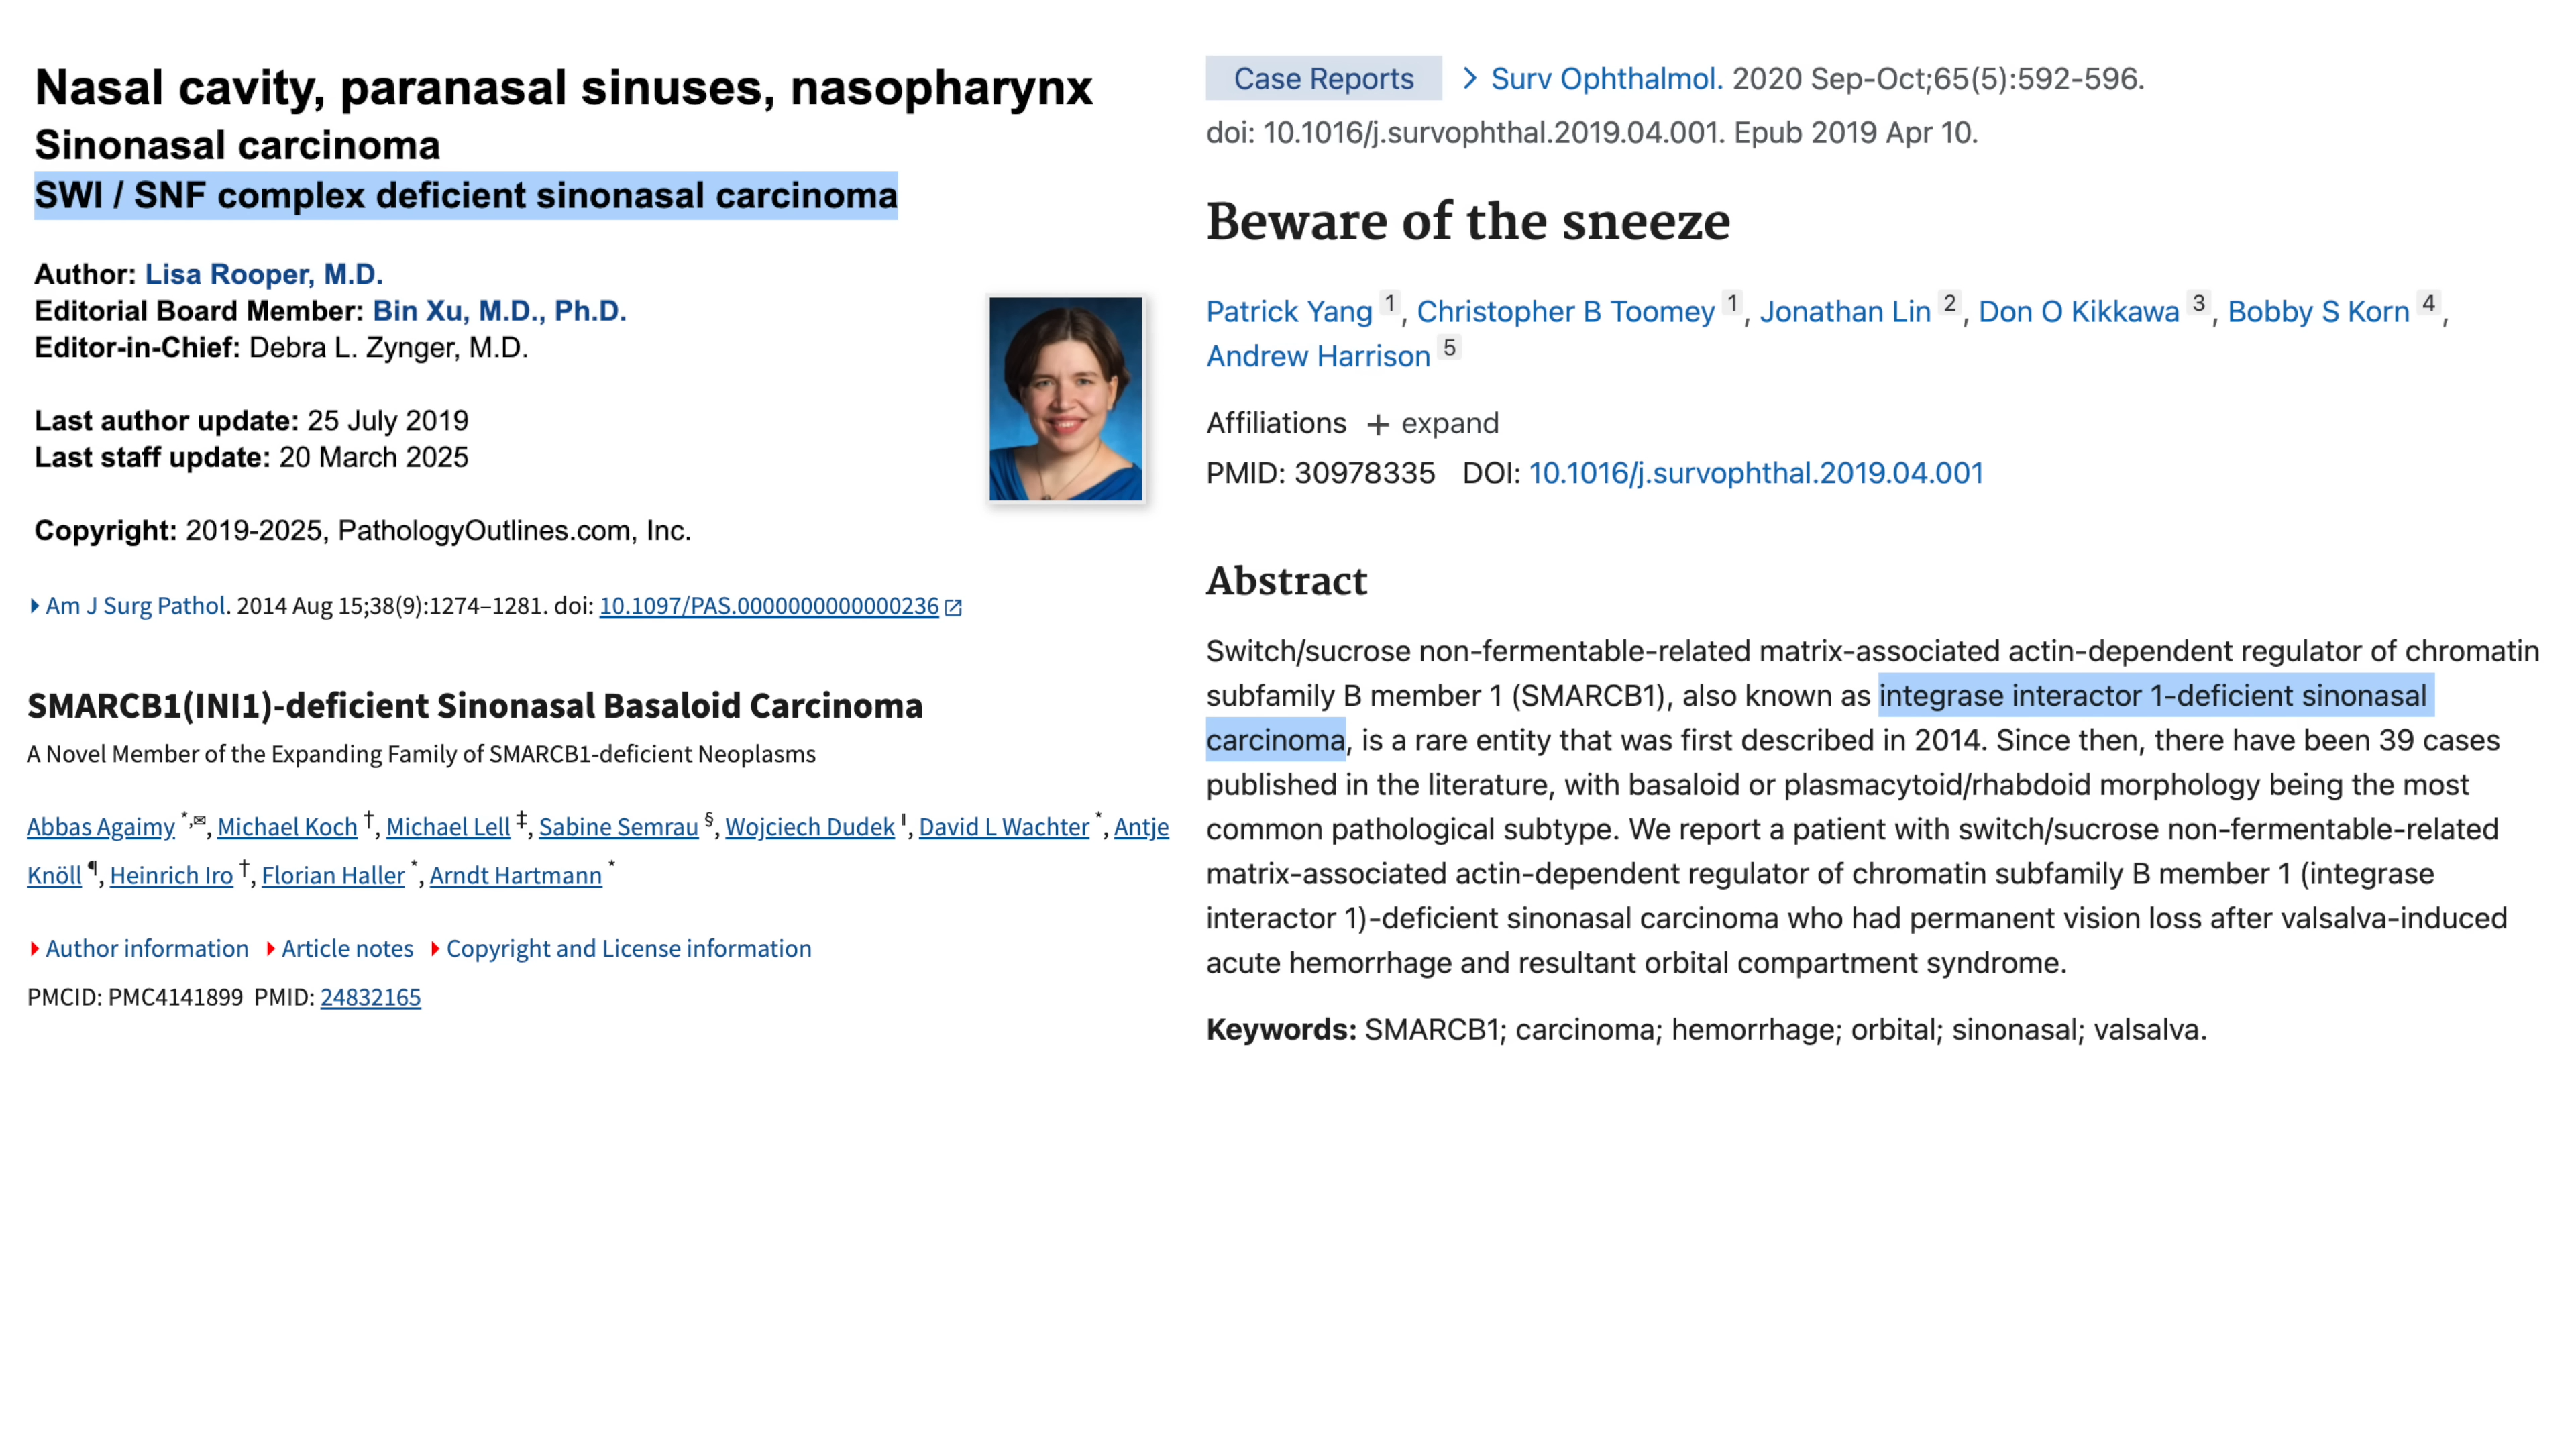 Nasal cavity, paranasal sinuses, nasopharynx
Sinonasal carcinoma
SWI / SNF complex deficient sinonasal carcinoma
Author: Lisa Rooper, M.D.
Editorial Board Member: Bin Xu, M.D., Ph.D.
Editor-in-Chief: Debra L. Zynger, M.D.
Last author update: 25 July 2019
Last staff update: 20 March 2025
Copyright: 2019-2025, PathologyOutlines.com, Inc.
Am J Surg Pathol. 2014 Aug 15;38(9):1274–1281. doi: 10.1097/PAS.0000000000000236
SMARCB1(INI1)-deficient Sinonasal Basaloid Carcinoma
A Novel Member of the Expanding Family of SMARCB1-deficient Neoplasms
Abbas Agaimy *,✉, Michael Koch †, Michael Lell ‡, Sabine Semrau §, Wojciech Dudek ∥, David L Wachter *, Antje
Knöll ¶, Heinrich Iro †, Florian Haller *, Arndt Hartmann *
Author information Article notes Copyright and License information
PMCID: PMC4141899 PMID: 24832165
Case Reports > Surv Ophthalmol. 2020 Sep-Oct;65(5):592-596.
doi: 10.1016/j.survophthal.2019.04.001. Epub 2019 Apr 10.
Beware of the sneeze
Patrick Yang 1, Christopher B Toomey 1, Jonathan Lin 2, Don O Kikkawa 3, Bobby S Korn 4,
Andrew Harrison 5
Affiliations + expand
PMID: 30978335 DOI: 10.1016/j.survophthal.2019.04.001
Abstract
Switch/sucrose non-fermentable-related matrix-associated actin-dependent regulator of chromatin
subfamily B member 1 (SMARCB1), also known as integrase interactor 1-deficient sinonasal
carcinoma, is a rare entity that was first described in 2014. Since then, there have been 39 cases
published in the literature, with basaloid or plasmacytoid/rhabdoid morphology being the most
common pathological subtype. We report a patient with switch/sucrose non-fermentable-related
matrix-associated actin-dependent regulator of chromatin subfamily B member 1 (integrase
interactor 1)-deficient sinonasal carcinoma who had permanent vision loss after valsalva-induced
acute hemorrhage and resultant orbital compartment syndrome.
Keywords: SMARCB1; carcinoma; hemorrhage; orbital; sinonasal; valsalva.